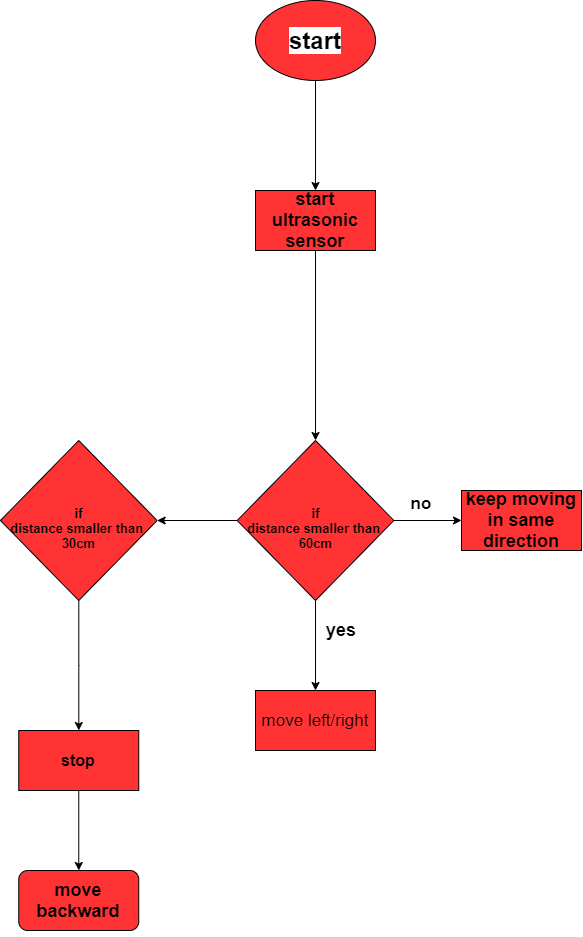 start
start
ultrasonic
sensor
if
distance smaller than
30cm
if
distance smaller than
60cm
no
keep moving
in same
direction
yes
move left/right
stop
move
backward